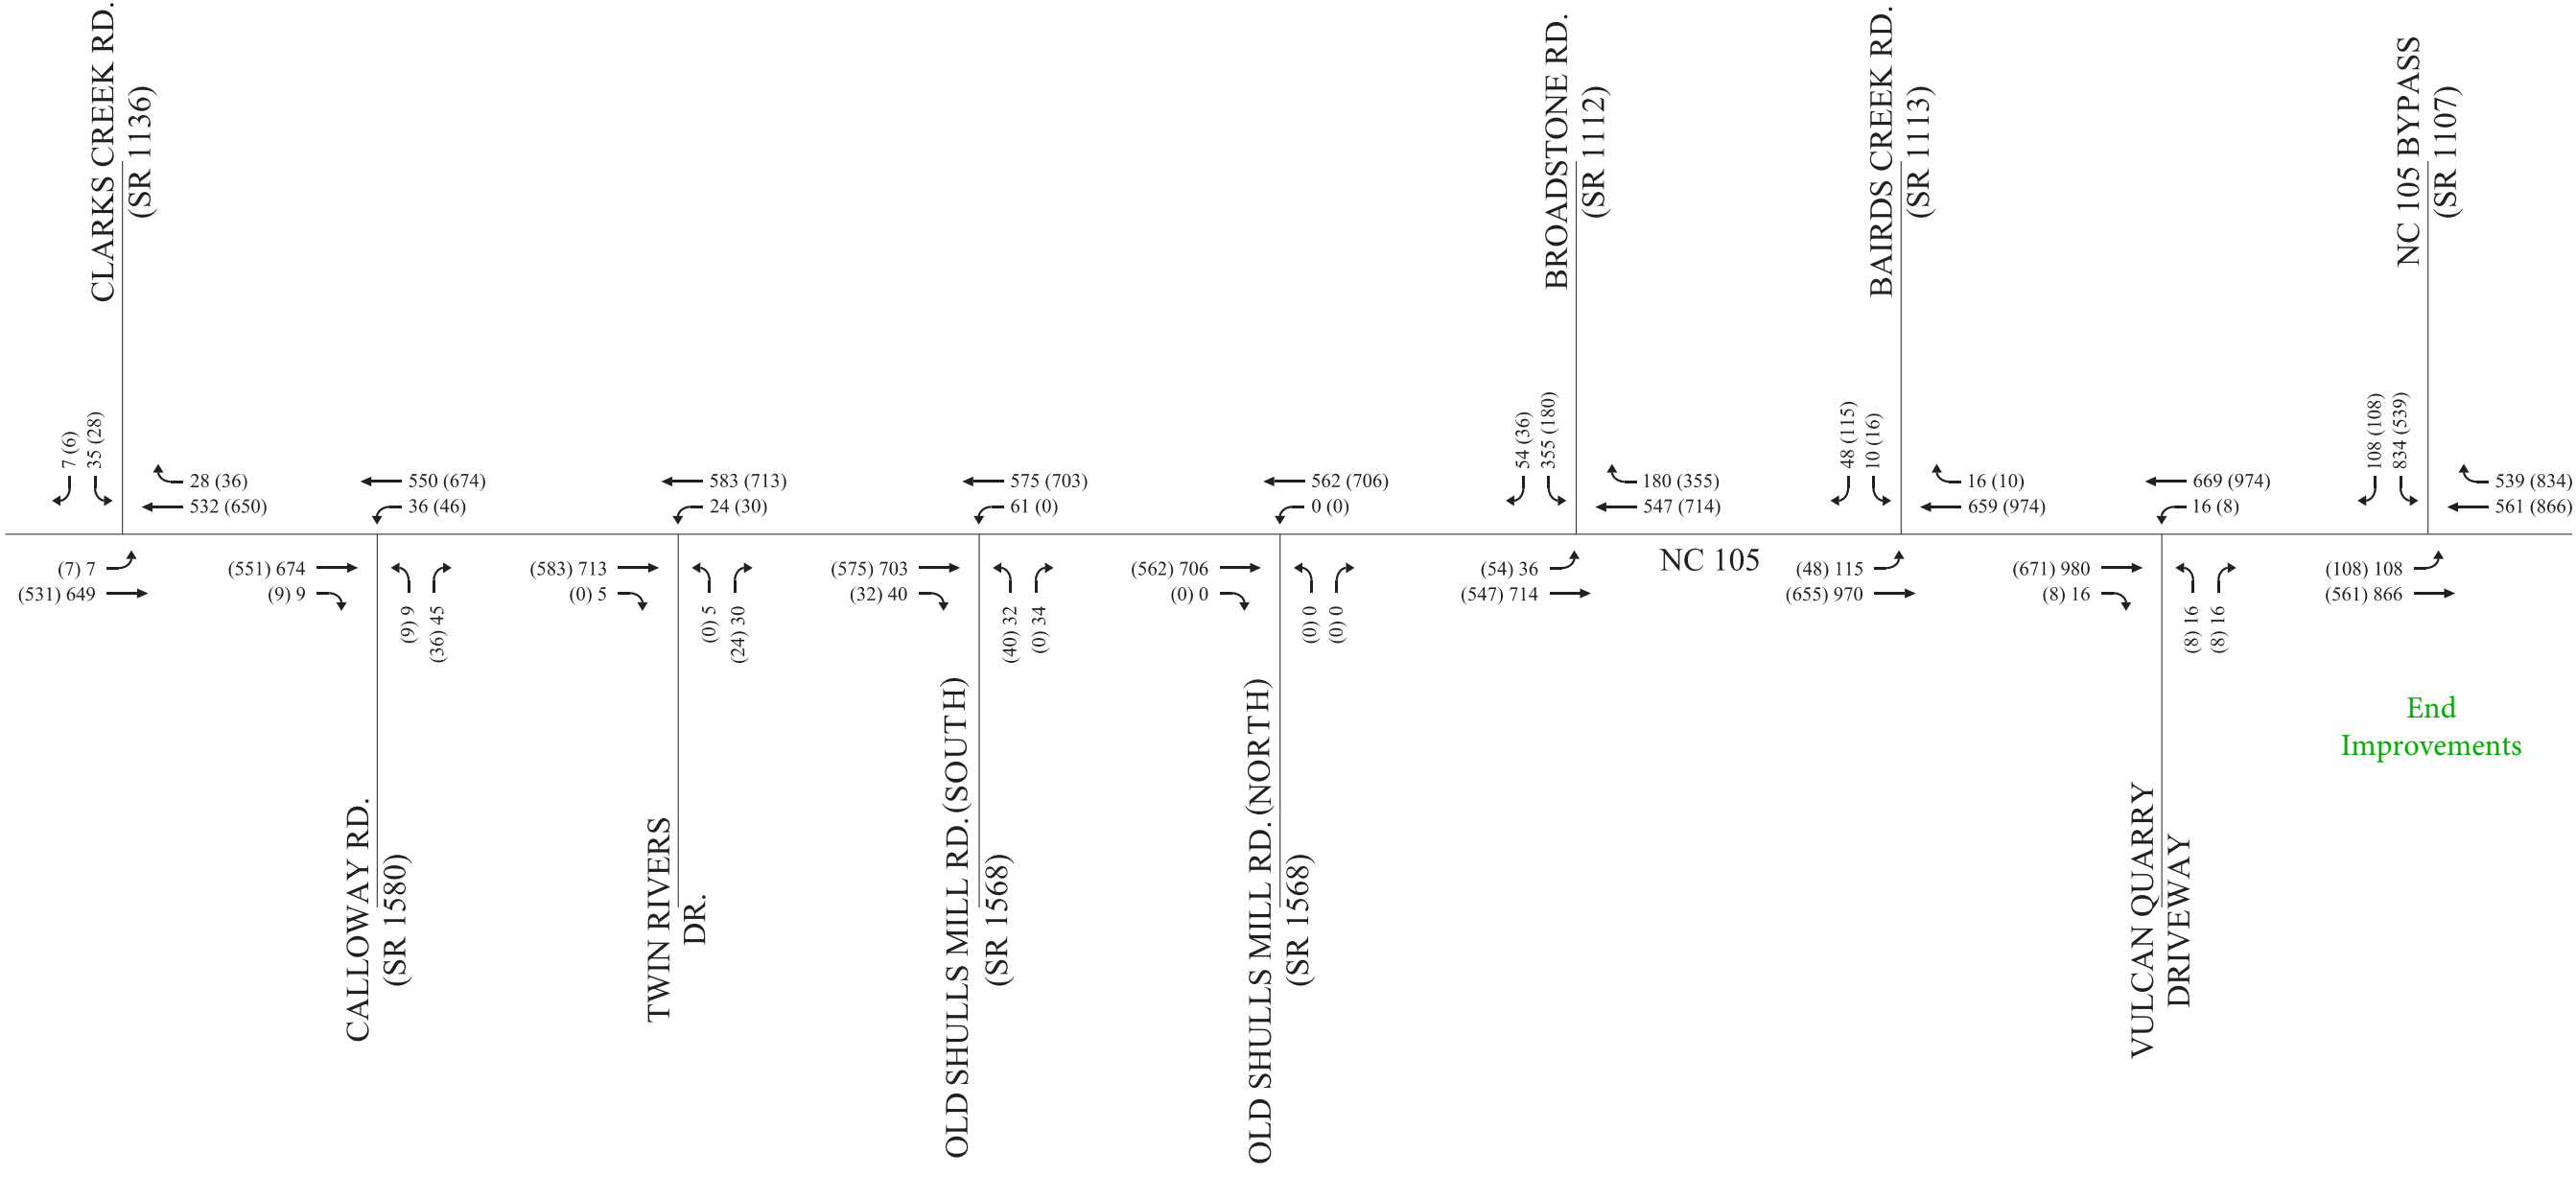 CLARKS CREEK RD.
(SR 1136)
BROADSTONE RD.
(SR 1112)
BAIRDS CREEK RD.
(SR 1113)
NC 105 BYPASS
(SR 1107)
7 (6)
35 (28)
28 (36)
532 (650)
550 (674)
36 (46)
583 (713)
24 (30)
575 (703)
61 (0)
562 (706)
0 (0)
54 (36)
355 (180)
180 (355)
547 (714)
48 (115)
10 (16)
16 (10)
659 (974)
669 (974)
16 (8)
108 (108)
834 (539)
539 (834)
561 (866)
NC 105
(7) 7
(531) 649
(551) 674
(9) 9
(9) 9
(36) 45
(583) 713
(0) 5
(0) 5
(24) 30
(575) 703
(32) 40
(40) 32
(0) 34
(562) 706
(0) 0
(0) 0
(0) 0
(54) 36
(547) 714
(48) 115
(655) 970
(671) 980
(8) 16
(8) 16
(8) 16
(108) 108
(561) 866
End
Improvements
CALLOWAY RD.
(SR 1580)
TWIN RIVERS
DR.
OLD SHULLS MILL RD. (SOUTH)
(SR 1568)
OLD SHULLS MILL RD. (NORTH)
(SR 1568)
VULCAN QUARRY
DRIVEWAY